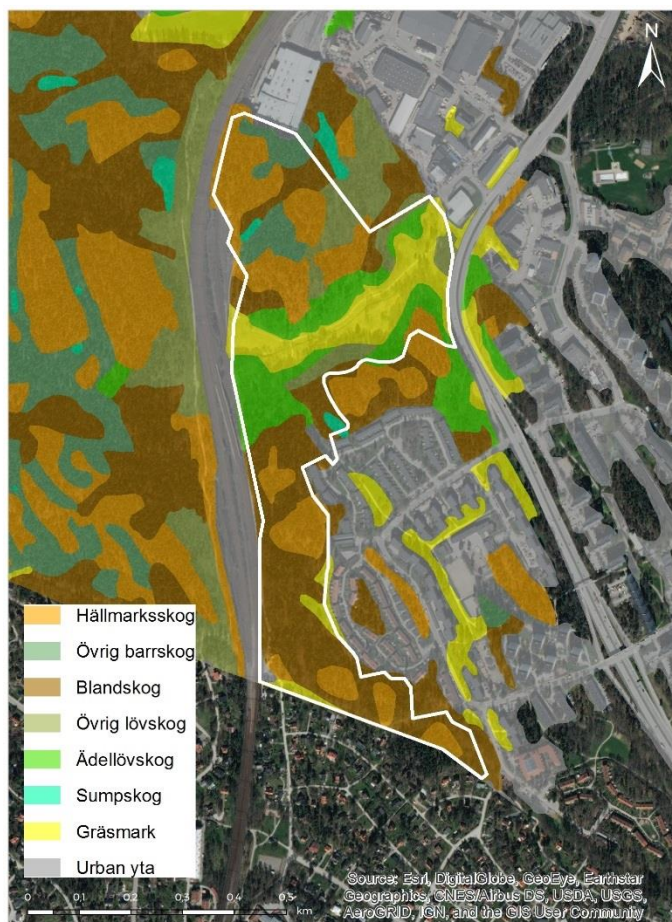 N
Hällmarksskog
Övrig barrskog
Blandskog
Övrig lövskog
Ädellövskog
Sumpskog
Gräsmark
Urban yta
0 0,1 0,2 0,3 0,4 0,5 km
Source: Esri, DigitalGlobe, GeoEye, Earthstar
Geographics, CNES/Airbus DS, USDA, USGS,
AeroGRID, IGN, and the GIS User Community